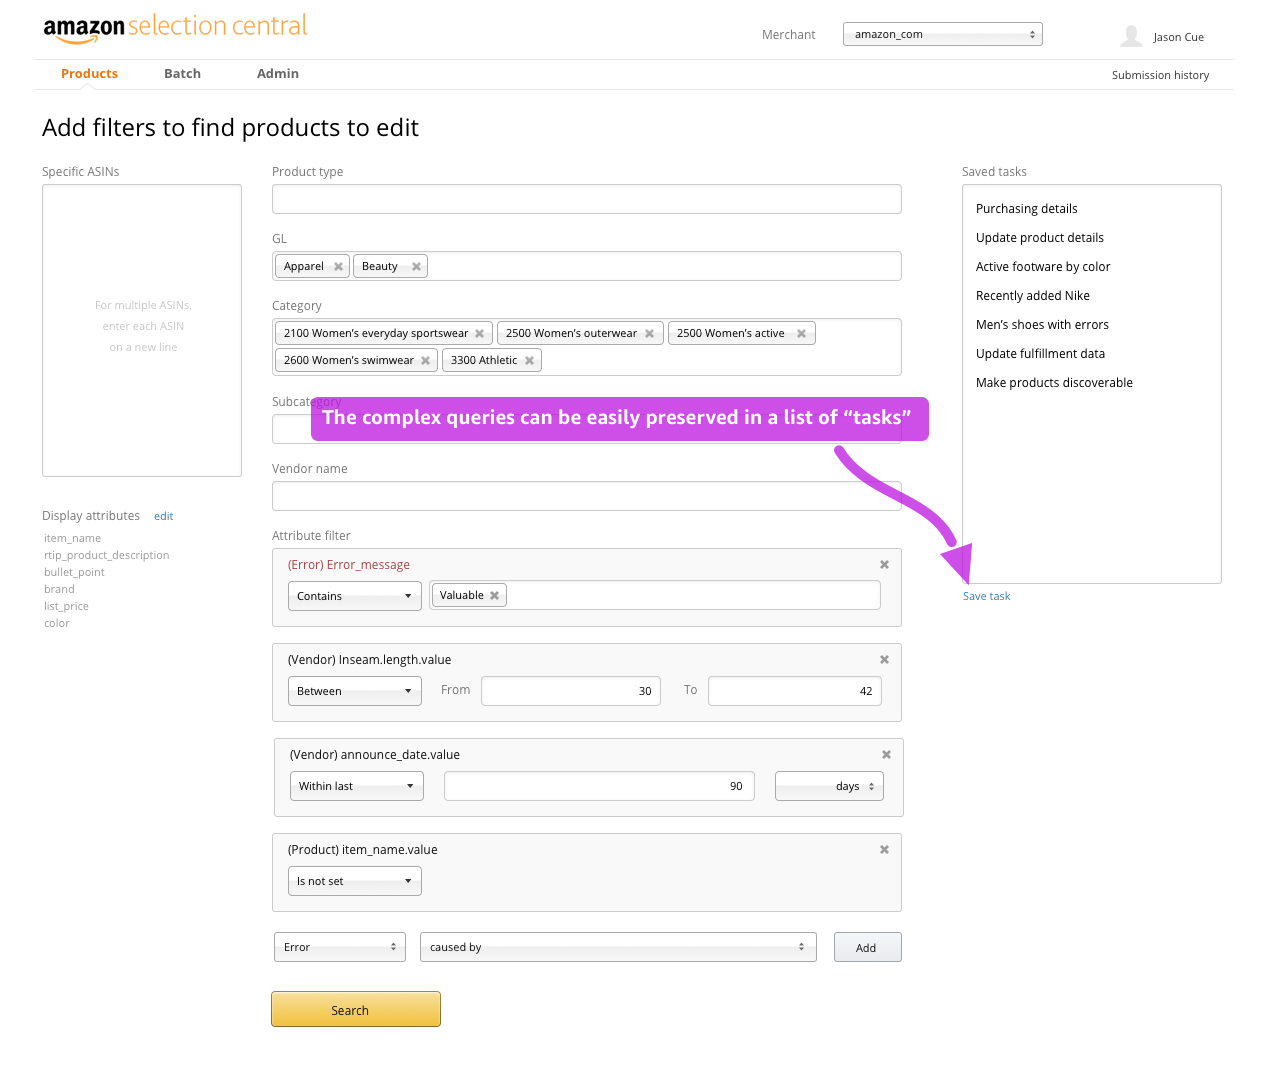 amazon selection central
Merchant
amazon_com
Jason Cue
Products
Batch
Admin
Submission history
Add filters to find products to edit
Specific ASINs
For multiple ASINs,
enter each ASIN
on a new line
Display attributes edit
item_name
rtip_product_description
bullet_point
brand
list_price
color
Product type
GL
Apparel
Beauty
Category
2100 Women's everyday sportswear
2500 Women's outerwear
2500 Women's active
2600 Women's swimwear
3300 Athletic
Subcategory
The complex queries can be easily preserved in a list of “tasks”
Vendor name
Attribute filter
(Error) Error_message
Contains
Valuable
(Vendor) Inseam.length.value
Between
From
30
To
42
(Vendor) announce_date.value
Within last
90
days
(Product) item_name.value
Is not set
Error
caused by
Add
Search
Saved tasks
Purchasing details
Update product details
Active footware by color
Recently added Nike
Men's shoes with errors
Update fulfillment data
Make products discoverable
Save task